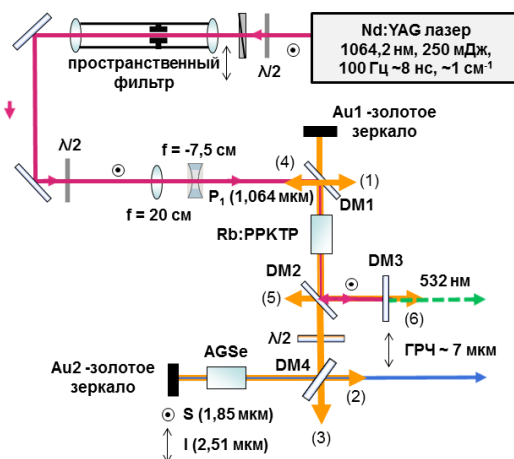 Nd:YAG лазер
1064,2 нм, 250 мДж,
100 Гц ~8 нс, ~1 см-1
пространственный
фильтр
λ/2
Au1 -золотое
зеркало
λ/2
f = -7,5 см
(4)
(1)
P1 (1,064 мкм)
DM1
f = 20 см
Rb:PPKTP
DM2
DM3
532 нм
(5)
(6)
λ/2
ГРЧ ~ 7 мкм
Au2 -золотое
зеркало
AGSe
DM4
(2)
S (1,85 мкм)
I (2,51 мкм)
(3)